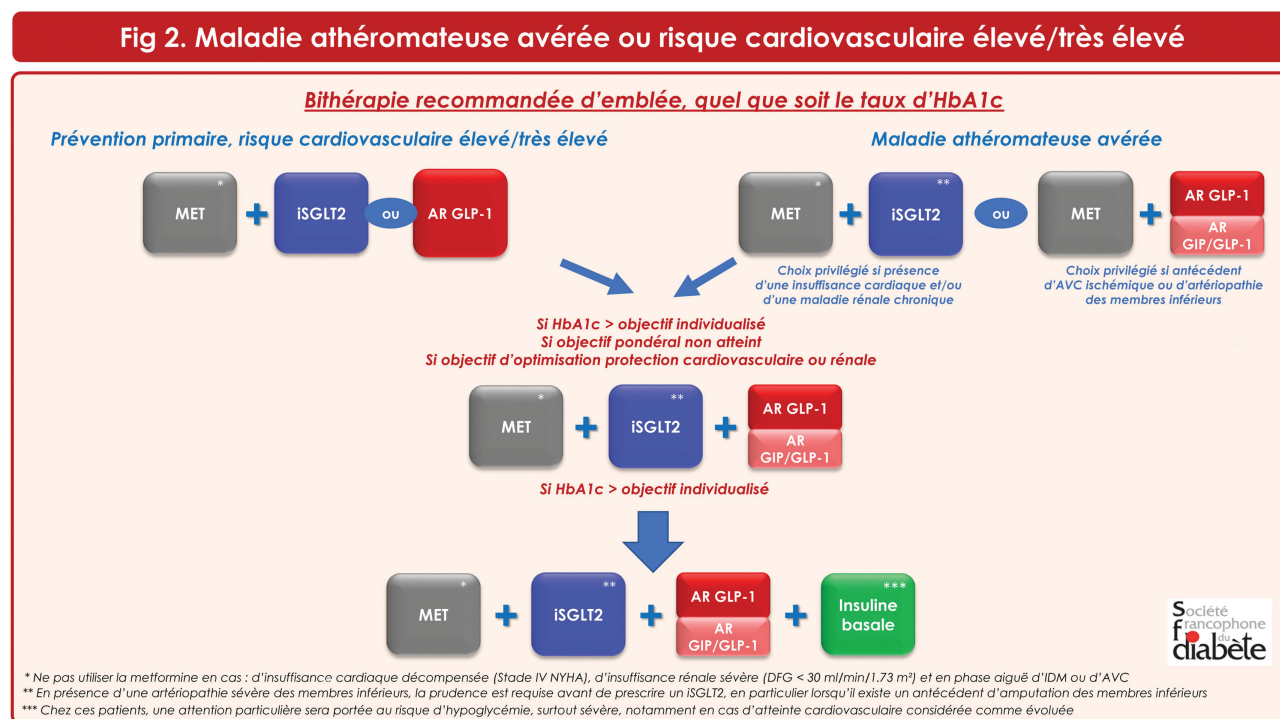 Fig 2. Maladie athéromateuse avérée ou risque cardiovasculaire élevé/très élevé
Bithérapie recommandée d'emblée, quel que soit le taux d'HbA1c
Prévention primaire, risque cardiovasculaire élevé/très élevé
MET *
+
iSGLT2
ou
AR GLP-1
Maladie athéromateuse avérée
MET *
+
iSGLT2 **
Choix privilégié si présence
d'une insuffisance cardiaque et/ou
d'une maladie rénale chronique
ou
MET
+
AR GLP-1
AR
GIP/GLP-1
Choix privilégié si antécédent
d'AVC ischémique ou d'artériopathie
des membres inférieurs
Si HbA1c > objectif individualisé
Si objectif pondéral non atteint
Si objectif d'optimisation protection cardiovasculaire ou rénale
MET *
+
iSGLT2 **
+
AR GLP-1
AR
GIP/GLP-1
Si HbA1c > objectif individualisé
MET *
+
iSGLT2 **
+
AR GLP-1
AR
GIP/GLP-1
+
Insuline ***
basale
Société
francophone
du
diabète
* Ne pas utiliser la metformine en cas : d'insuffisance cardiaque décompensée (Stade IV NYHA), d'insuffisance rénale sévère (DFG < 30 ml/min/1.73 m²) et en phase aiguë d'IDM ou d'AVC
** En présence d'une artériopathie sévère des membres inférieurs, la prudence est requise avant de prescrire un iSGLT2, en particulier lorsqu'il existe un antécédent d'amputation des membres inférieurs
*** Chez ces patients, une attention particulière sera portée au risque d'hypoglycémie, surtout sévère, notamment en cas d'atteinte cardiovasculaire considérée comme évoluée